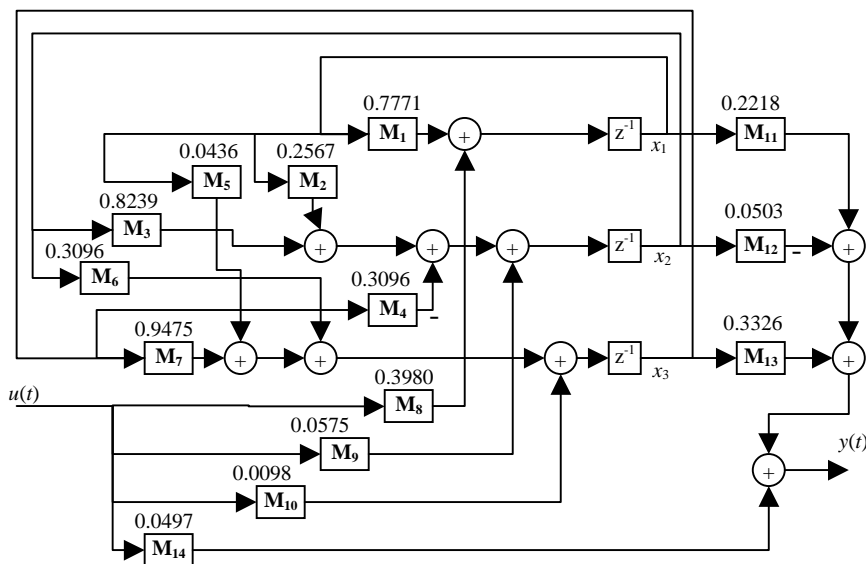 0.7771
0.2218
M₁
+
z⁻¹
x₁
M₁₁
0.0436
0.2567
M₅
M₂
0.8239
0.0503
M₃
+
+
+
z⁻¹
x₂
M₁₂
-
+
0.3096
M₆
0.3096
M₄
-
0.9475
0.3326
M₇
+
+
+
z⁻¹
x₃
M₁₃
+
u(t)
0.3980
M₈
0.0575
M₉
y(t)
+
0.0098
M₁₀
0.0497
M₁₄